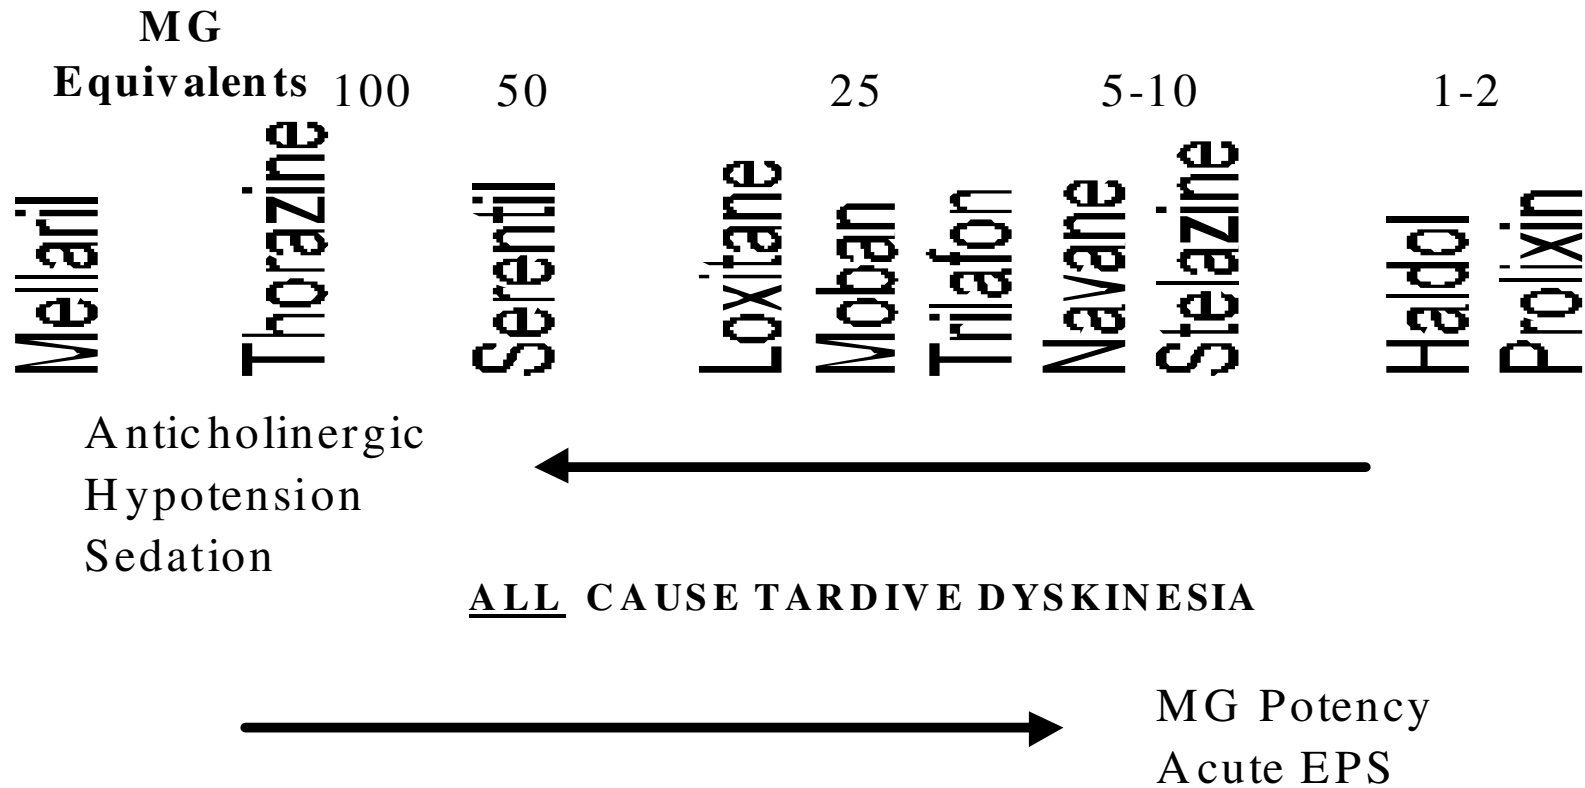 MG
Equivalents 100 50 25 5-10 1-2
Mellaril
Thorazine
Serentil
Loxitane
Moban
Trilafon
Navane
Stelazine
Haldol
Prolixin
Anticholinergic
Hypotension
Sedation
ALL CAUSE TARDIVE DYSKINESIA
MG Potency
Acute EPS